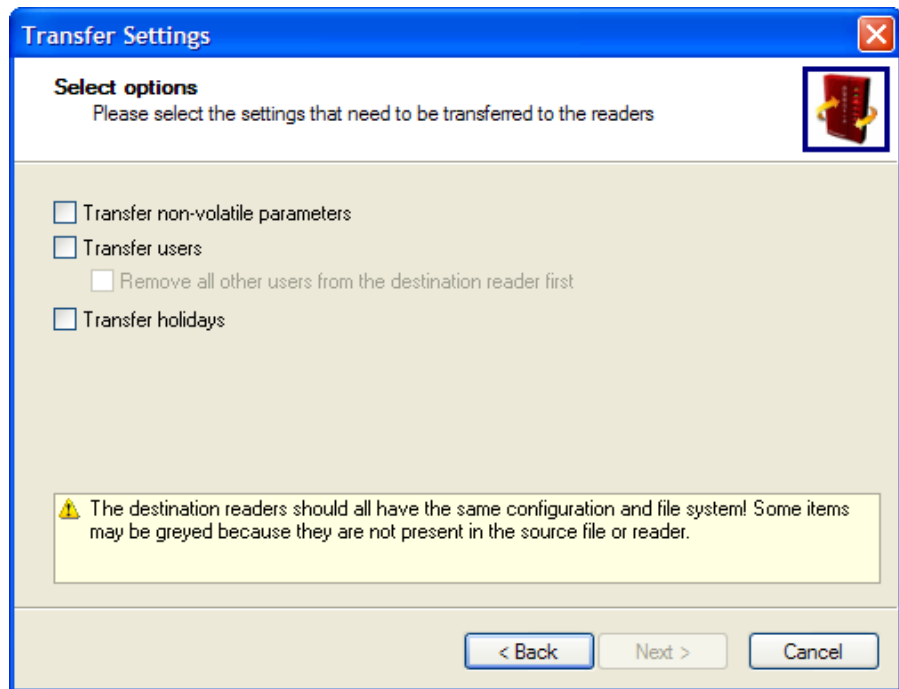 Transfer Settings
Select options
Please select the settings that need to be transferred to the readers
Transfer non-volatile parameters
Transfer users
Remove all other users from the destination reader first
Transfer holidays
The destination readers should all have the same configuration and file system! Some items
may be greyed because they are not present in the source file or reader.
< Back
Next >
Cancel